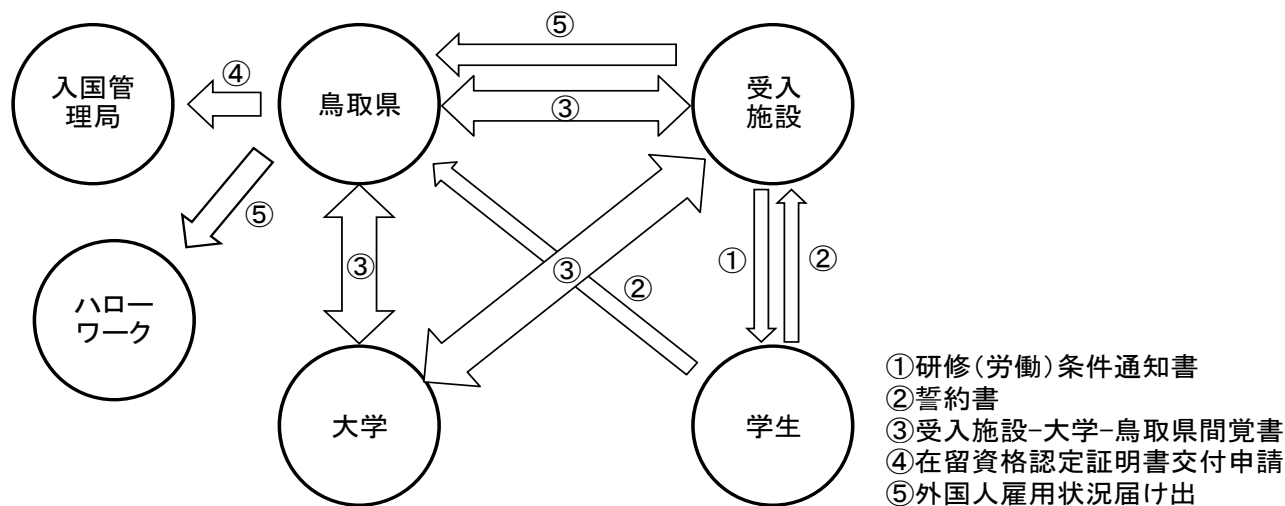 ⑤
入国管
理局
④
鳥取県
③
受入
施設
⑤
③
③
②
①
②
ハロー
ワーク
大学
学生
①研修(労働)条件通知書
②誓約書
③受入施設-大学-鳥取県間覚書
④在留資格認定証明書交付申請
⑤外国人雇用状況届け出